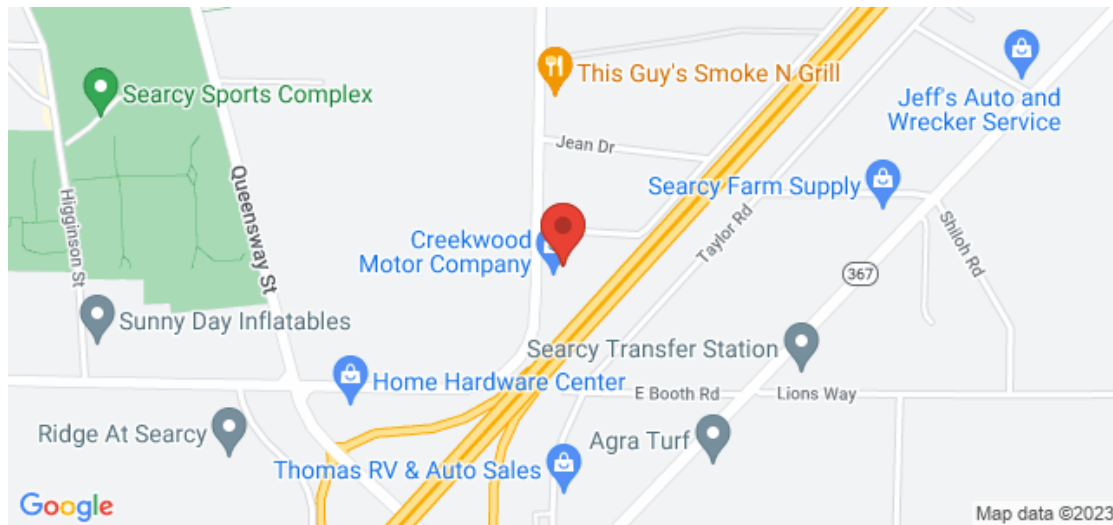 This Guy's Smoke N Grill
Searcy Sports Complex
Jeff's Auto and
Wrecker Service
Jean Dr
Queensway St
Higginson St
Searcy Farm Supply
Taylor Rd
Shiloh Rd
Creekwood
Motor Company
367
Sunny Day Inflatables
Searcy Transfer Station
Home Hardware Center
E Booth Rd
Lions Way
Ridge At Searcy
Agra Turf
Thomas RV & Auto Sales
Google
Map data ©2023